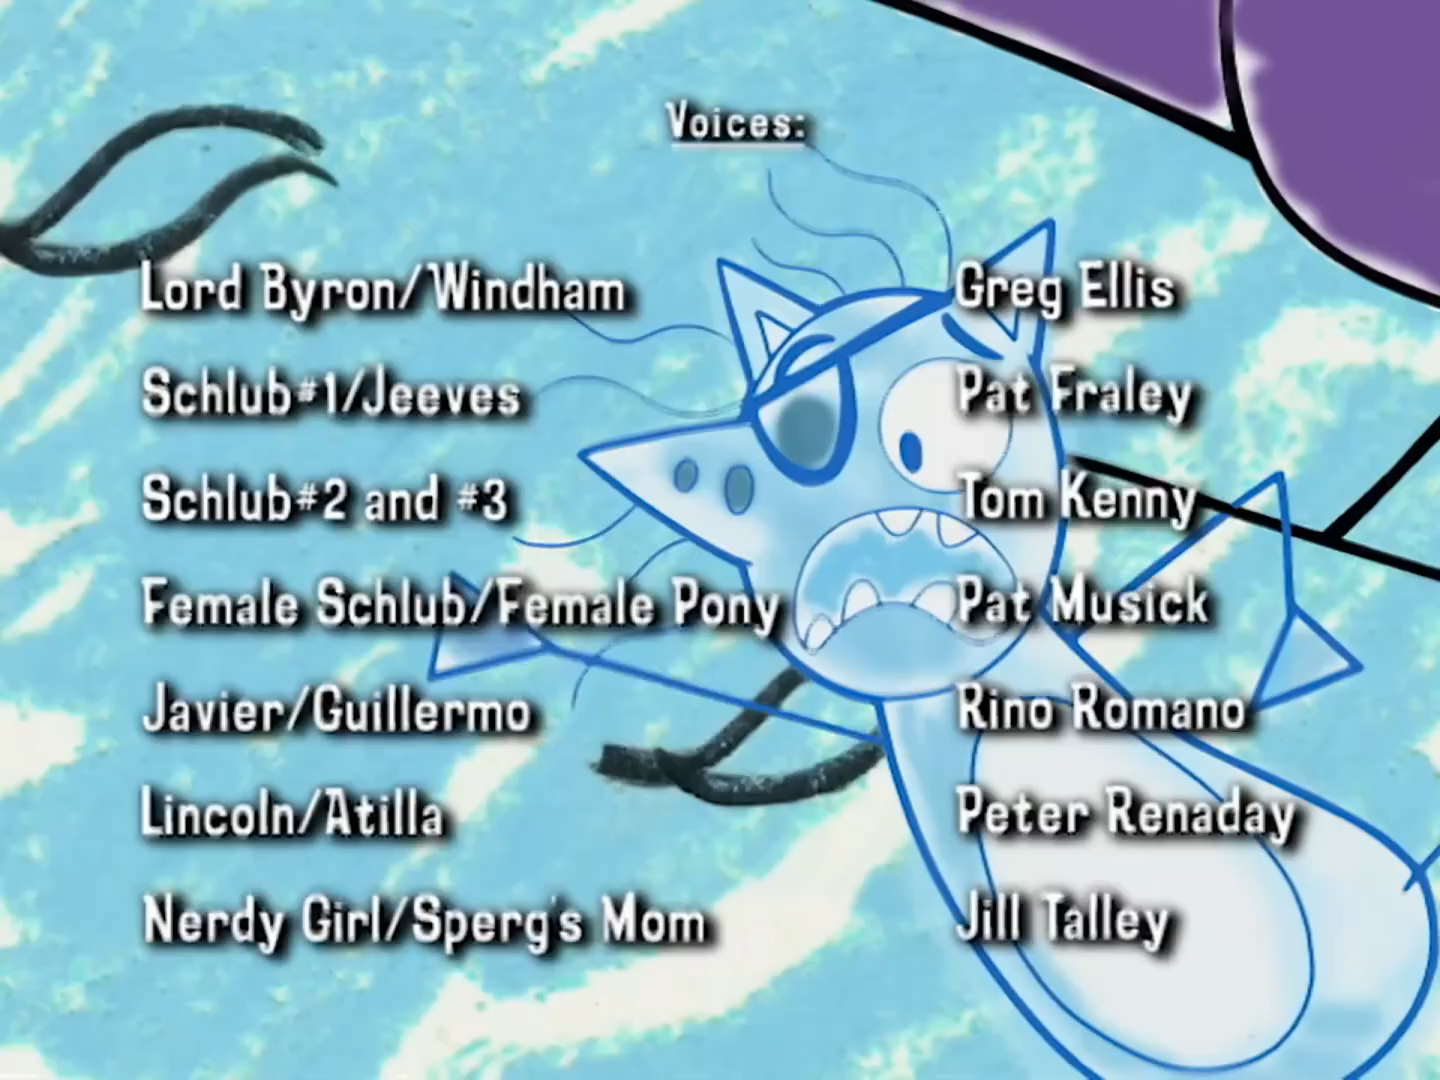 Voices:
Lord Byron/Windham Greg Ellis
Schlub#1/Jeeves Pat Fraley
Schlub#2 and #3 Tom Kenny
Female Schlub/Female Pony Pat Musick
Javier/Guillermo Rino Romano
Lincoln/Atilla Peter Renaday
Nerdy Girl/Sperg's Mom Jill Talley